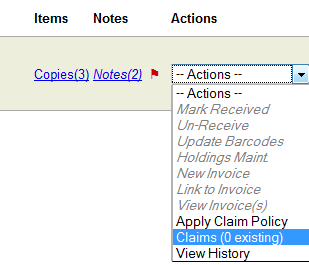 Items Notes Actions
Copies(3) Notes(2) -- Actions --
-- Actions --
Mark Received
Un-Receive
Update Barcodes
Holdings Maint.
New Invoice
Link to Invoice
View Invoice(s)
Apply Claim Policy
Claims (0 existing)
View History